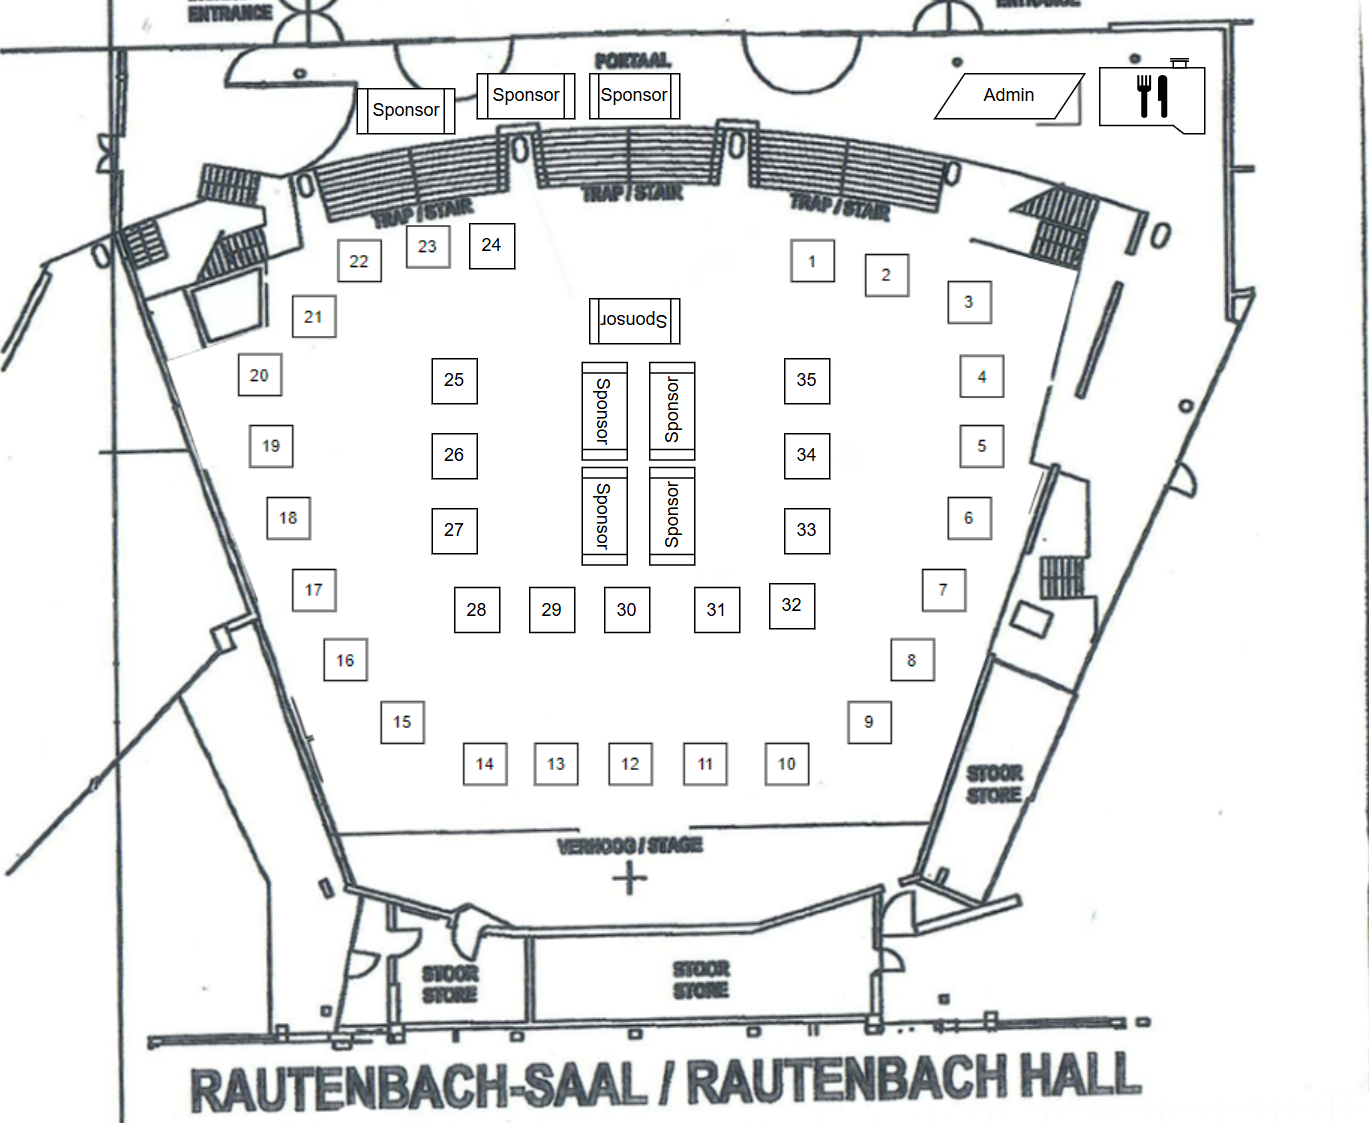 ENTRANCE
ENTRANCE
PORTAAL
Sponsor
Sponsor
Sponsor
Admin
TRAP / STAIR
TRAP / STAIR
TRAP / STAIR
22
23
24
1
2
3
21
Sponsor
20
25
Sponsor
Sponsor
35
4
19
26
34
5
18
27
Sponsor
Sponsor
33
6
17
28
29
30
31
32
7
16
8
15
9
14
13
12
11
10
STOOR
STORE
VERHOOG / STAGE
STOOR
STORE
STOOR
STORE
RAUTENBACH-SAAL / RAUTENBACH HALL